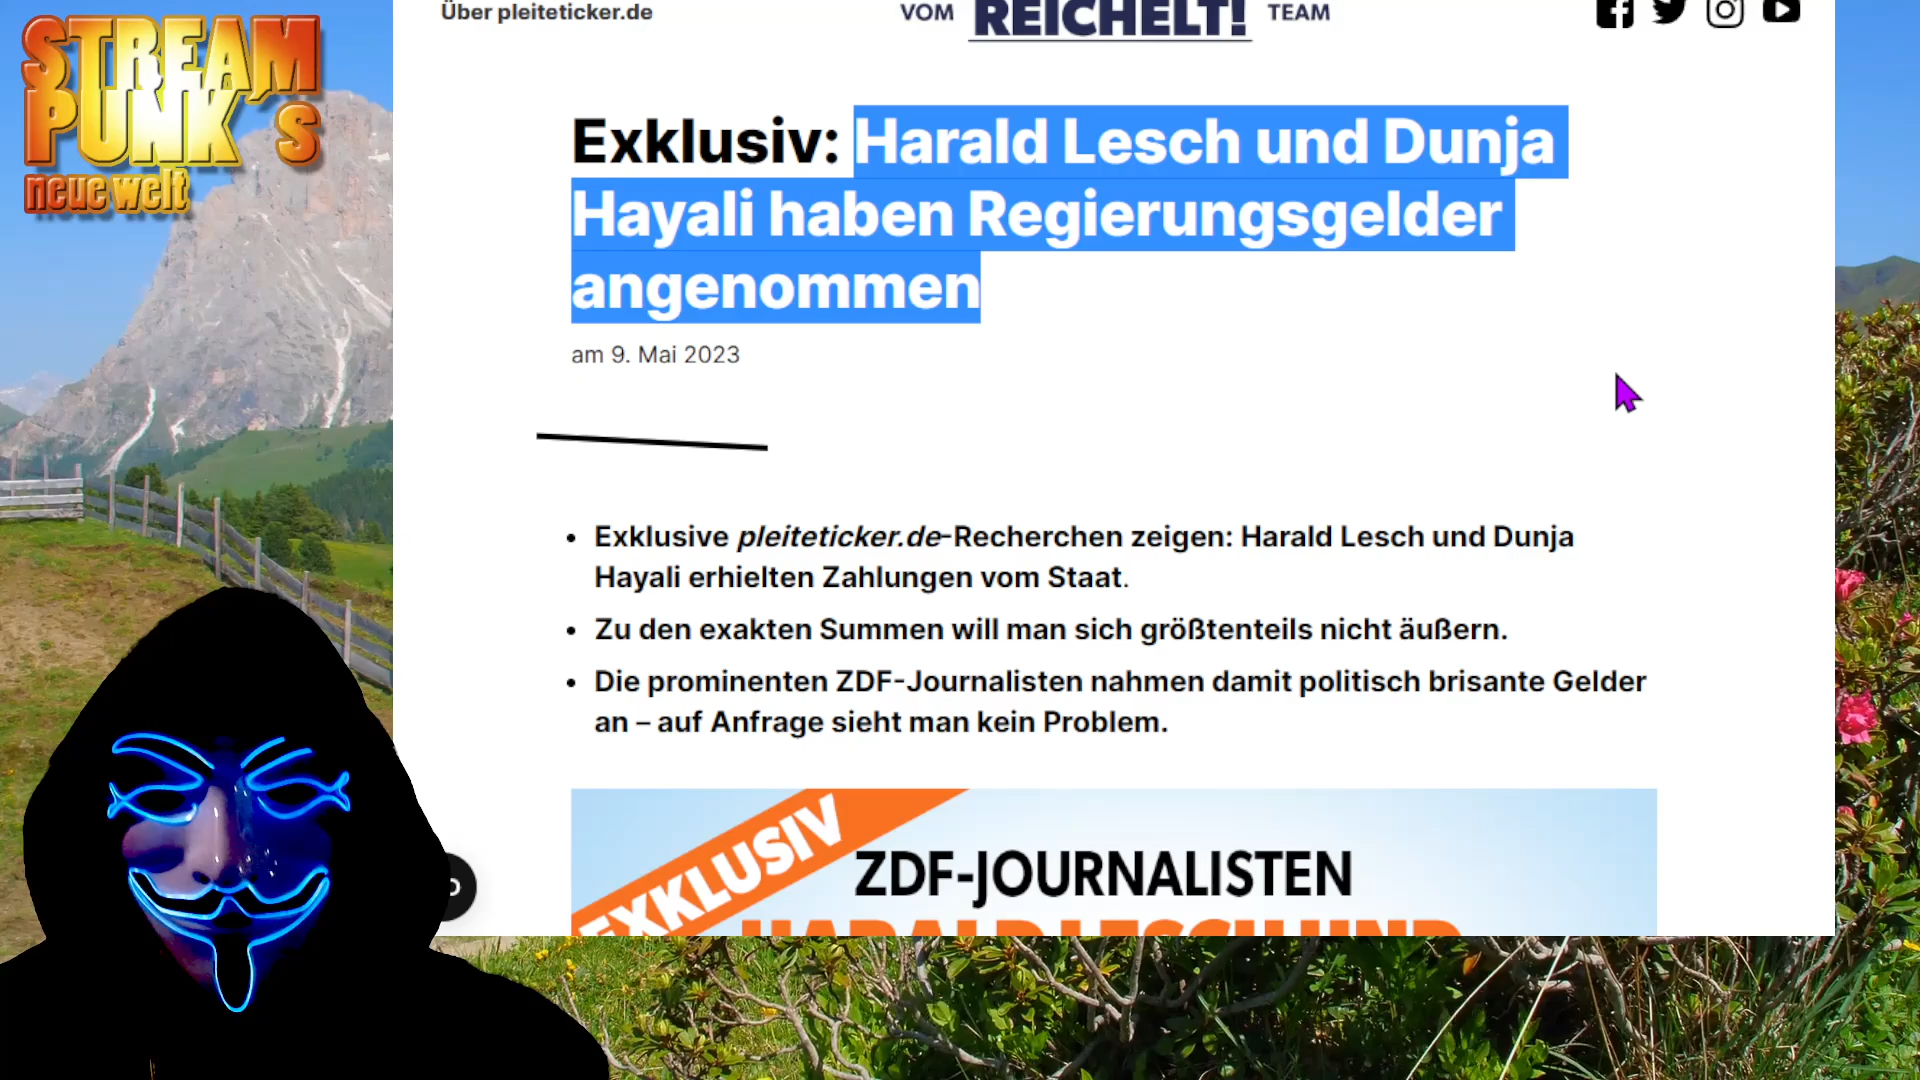 STREAM
PUNK´S
neue welt
Über pleiteticker.de
VOM REICHELT! TEAM
Exklusiv: Harald Lesch und Dunja
Hayali haben Regierungsgelder
angenommen
am 9. Mai 2023
• Exklusive pleiteticker.de-Recherchen zeigen: Harald Lesch und Dunja
Hayali erhielten Zahlungen vom Staat.
• Zu den exakten Summen will man sich größtenteils nicht äußern.
• Die prominenten ZDF-Journalisten nahmen damit politisch brisante Gelder
an – auf Anfrage sieht man kein Problem.
EXKLUSIV
ZDF-JOURNALISTEN
HARALD LESCH UND